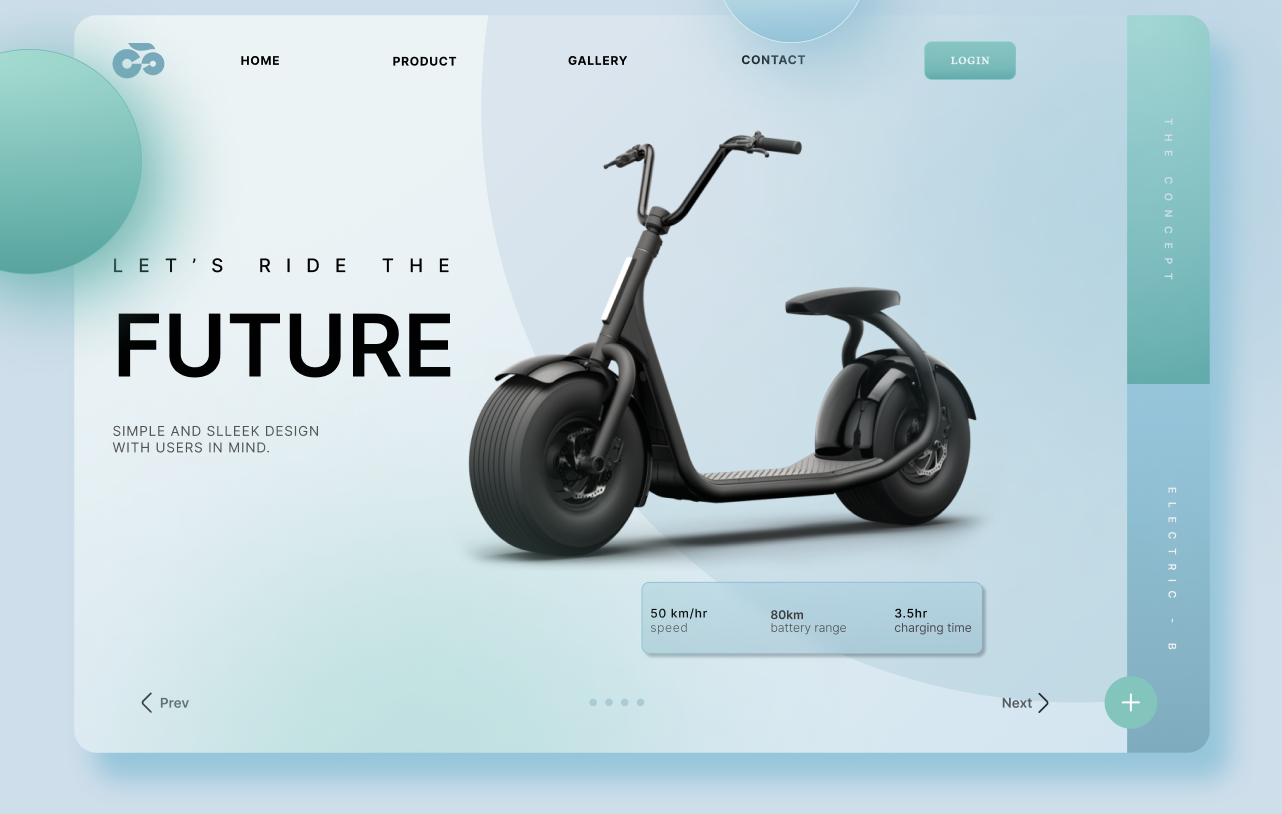 HOME
PRODUCT
GALLERY
CONTACT
LOGIN
THE CONCEPT
LET’S RIDE THE
FUTURE
SIMPLE AND SLLEEK DESIGN
WITH USERS IN MIND.
ELECTRIC - B
50 km/hr
speed
80km
battery range
3.5hr
charging time
Prev
Next